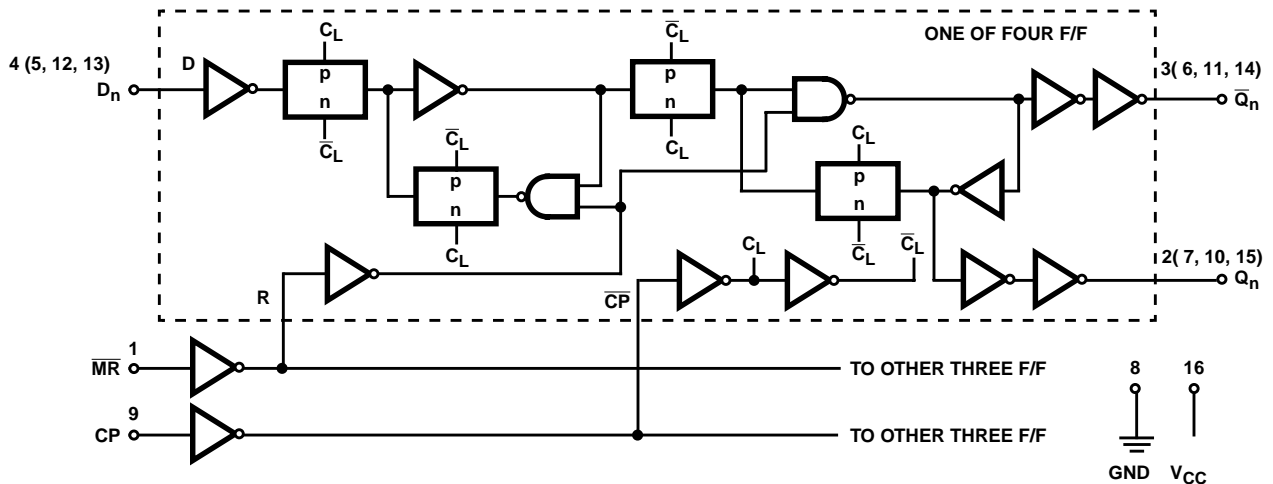 ONE OF FOUR F/F
4 (5, 12, 13)
Dn
D
CL
p
n
C̅L
C̅L
p
n
CL
C̅L
p
n
CL
CL
p
n
C̅L
3( 6, 11, 14)
Q̅n
R
C̅P̅
CL
C̅L
2( 7, 10, 15)
Qn
1
M̅R̅
TO OTHER THREE F/F
9
CP
TO OTHER THREE F/F
8
GND
16
VCC